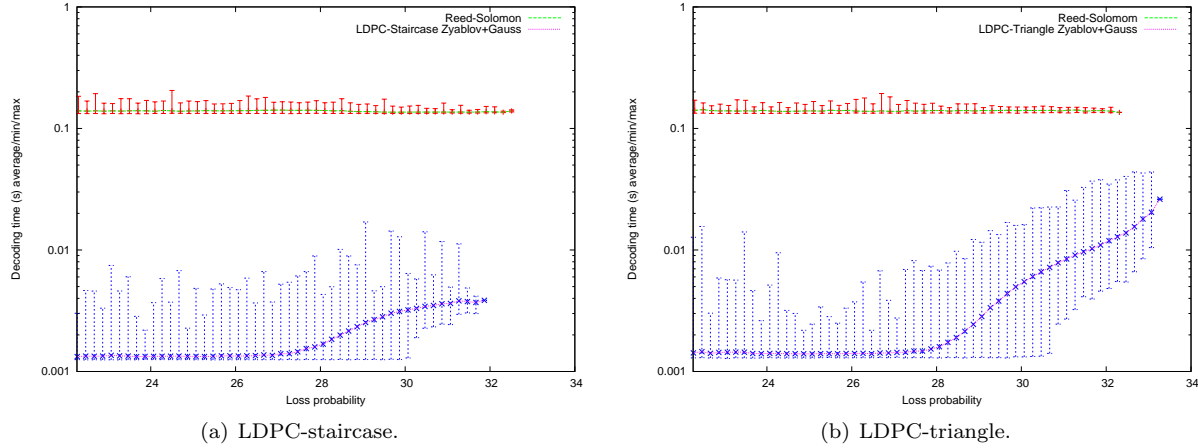 1
0.1
0.01
0.001
24
26
28
30
32
34
Decoding time (s) average/min/max
Loss probability
Reed-Solomon
LDPC-Staircase Zyablov+Gauss
(a) LDPC-staircase.
1
0.1
0.01
0.001
24
26
28
30
32
34
Decoding time (s) average/min/max
Loss probability
Reed-Solomom
LDPC-Triangle Zyablov+Gauss
(b) LDPC-triangle.